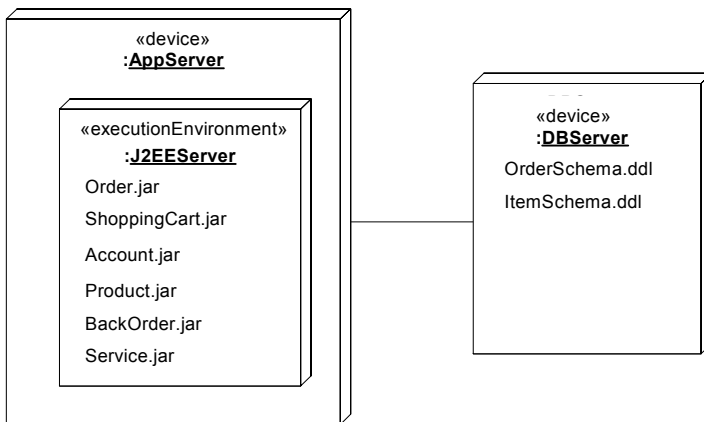 «device»
:AppServer
«executionEnvironment»
:J2EEServer
Order.jar
ShoppingCart.jar
Account.jar
Product.jar
BackOrder.jar
Service.jar
«device»
:DBServer
OrderSchema.ddl
ItemSchema.ddl